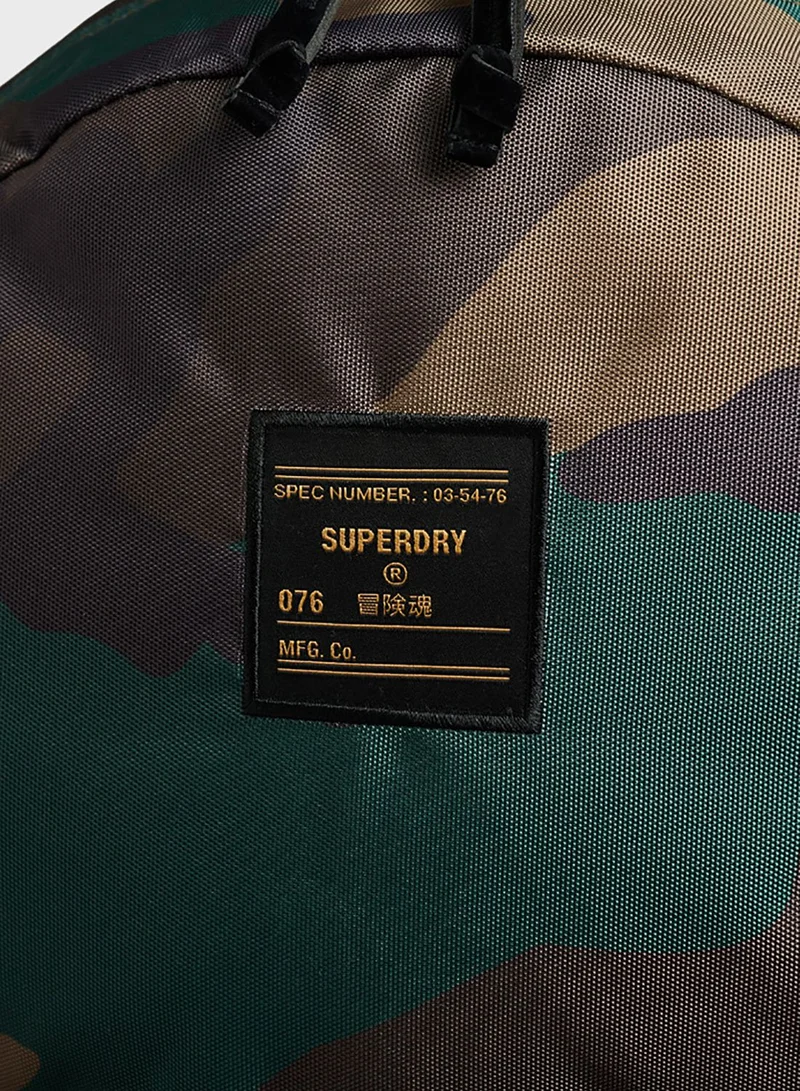 SPEC NUMBER. : 03-54-76
SUPERDRY
®
076 冒険魂
MFG. Co.